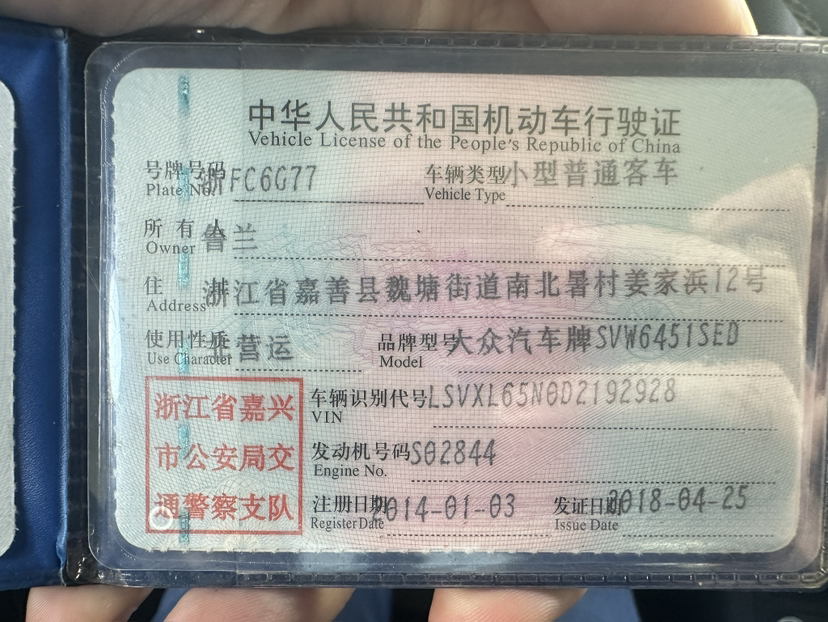 中华人民共和国机动车行驶证
Vehicle License of the People's Republic of China
号牌号码 浙FC6G77 车辆类型 小型普通客车
Plate No. Vehicle Type
所有人 鲁兰
Owner
住址 浙江省嘉善县魏塘街道南北暑村姜家浜12号
Address
使用性质 非营运 品牌型号 大众汽车牌SVW6451SED
Use Character Model
浙江省嘉兴
市公安局交
通警察支队
车辆识别代号 LSVXL65N0D2192928
VIN
发动机号码 S02844
Engine No.
注册日期 2014-01-03 发证日期 2018-04-25
Register Date Issue Date